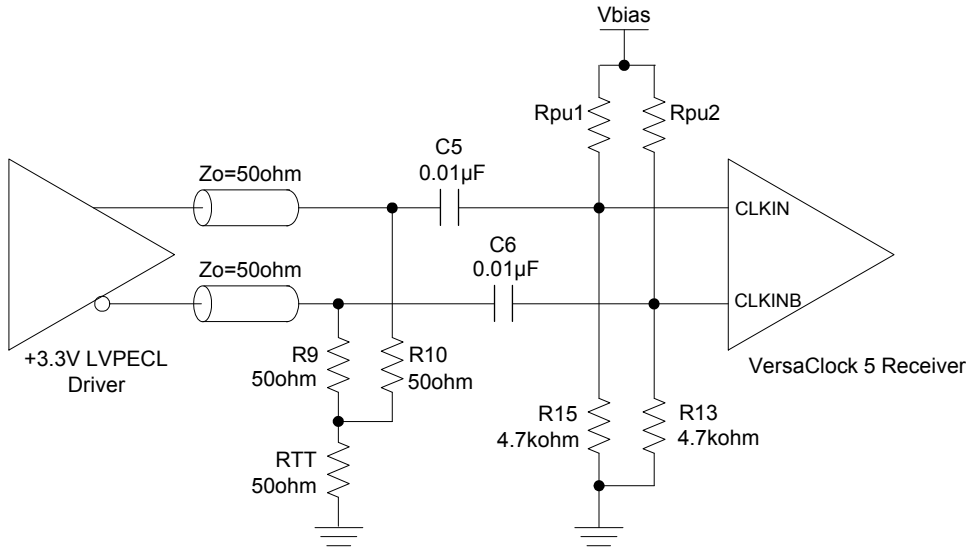 Vbias
Rpu1
Rpu2
C5
0.01µF
Zo=50ohm
CLKIN
C6
0.01µF
Zo=50ohm
CLKINB
+3.3V LVPECL
Driver
R9
50ohm
R10
50ohm
VersaClock 5 Receiver
R15
4.7kohm
R13
4.7kohm
RTT
50ohm